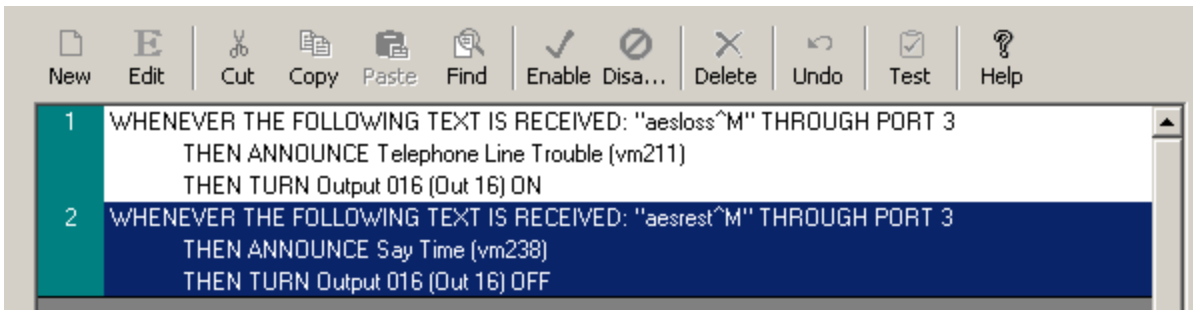 New Edit Cut Copy Paste Find Enable Disa... Delete Undo Test Help
1 WHENEVER THE FOLLOWING TEXT IS RECEIVED: "aesloss^M" THROUGH PORT 3
THEN ANNOUNCE Telephone Line Trouble (vm211)
THEN TURN Output 016 (Out 16) ON
2 WHENEVER THE FOLLOWING TEXT IS RECEIVED: "aesrest^M" THROUGH PORT 3
THEN ANNOUNCE Say Time (vm238)
THEN TURN Output 016 (Out 16) OFF